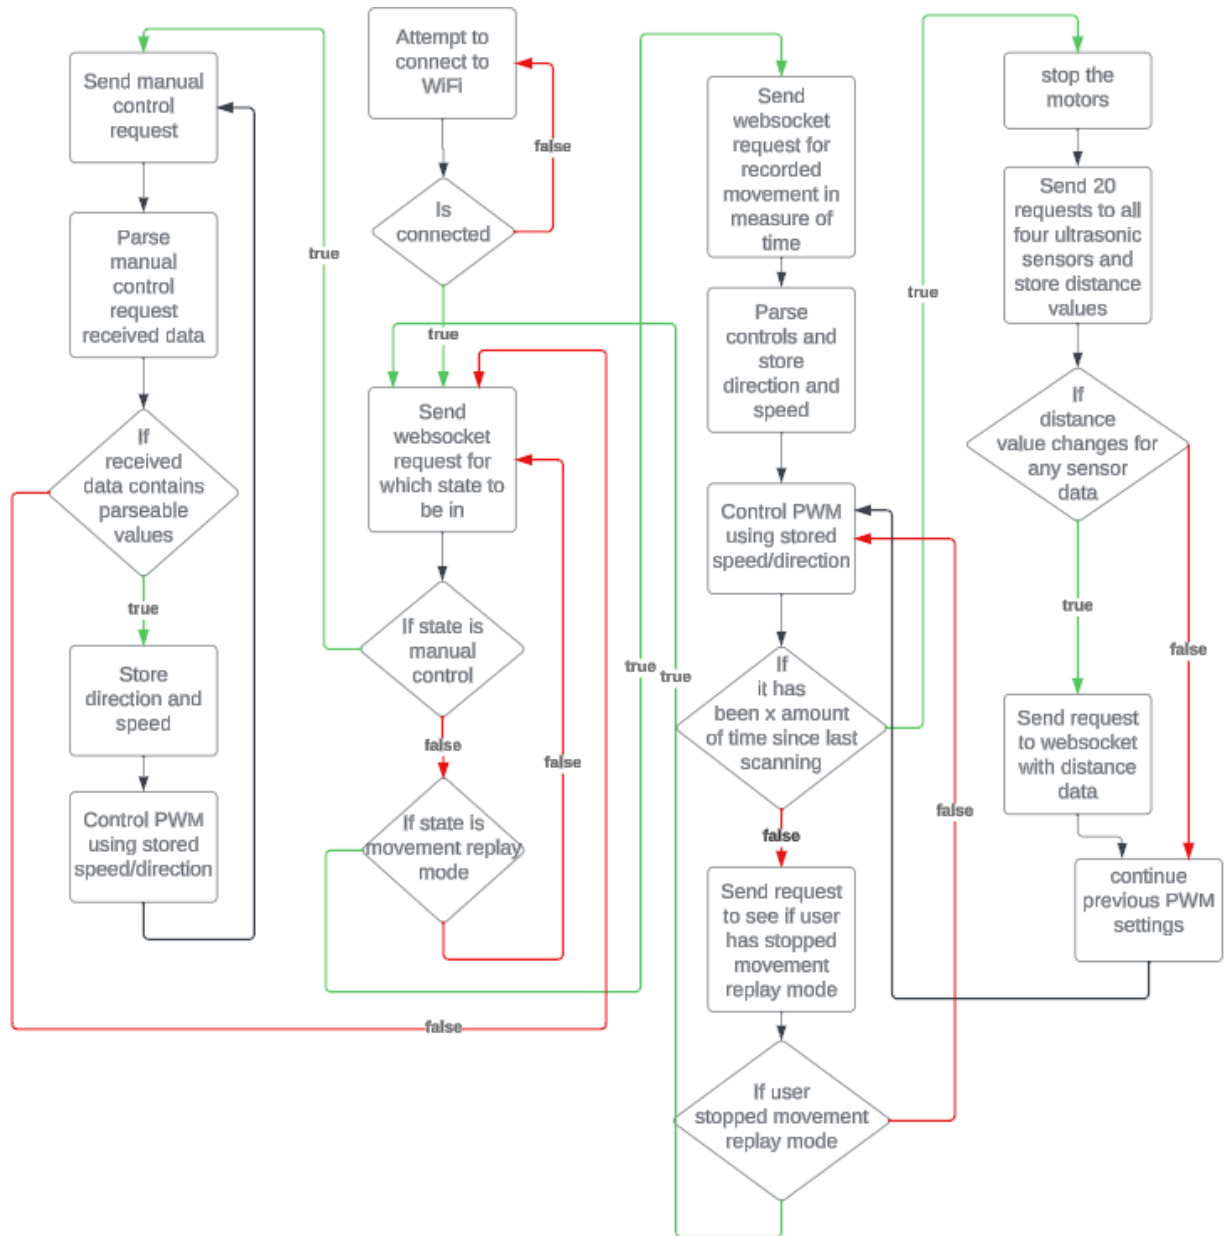 Attempt to
connect to
WiFi
false
Is
connected
true
Send
websocket
request for
which state to
be in
If state is
manual
control
true
false
If state is
movement replay
mode
false
true
Send manual
control
request
Parse
manual
control
request
received data
If
received
data contains
parseable
values
false
true
Store
direction and
speed
Control PWM
using stored
speed/direction
Send
websocket
request for
recorded
movement in
measure of
time
Parse
controls and
store
direction and
speed
Control PWM
using stored
speed/direction
If
it has
been x amount
of time since last
scanning
true
false
Send request
to see if user
has stopped
movement
replay mode
If user
stopped movement
replay mode
true
false
stop the
motors
Send 20
requests to all
four ultrasonic
sensors and
store distance
values
If
distance
value changes for
any sensor
data
true
false
Send request
to websocket
with distance
data
continue
previous PWM
settings